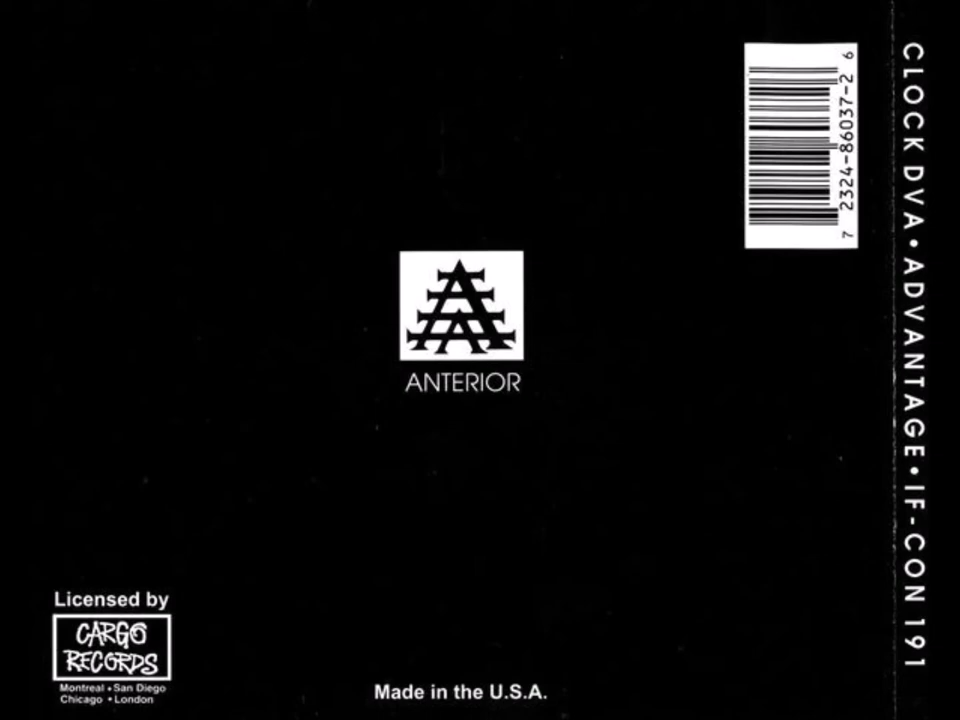 7 2324-86037-2 6
CLOCK DVA • ADVANTAGE • IF-CON 191
ANTERIOR
Licensed by
CARGO
RECORDS
Montreal • San Diego
Chicago • London
Made in the U.S.A.